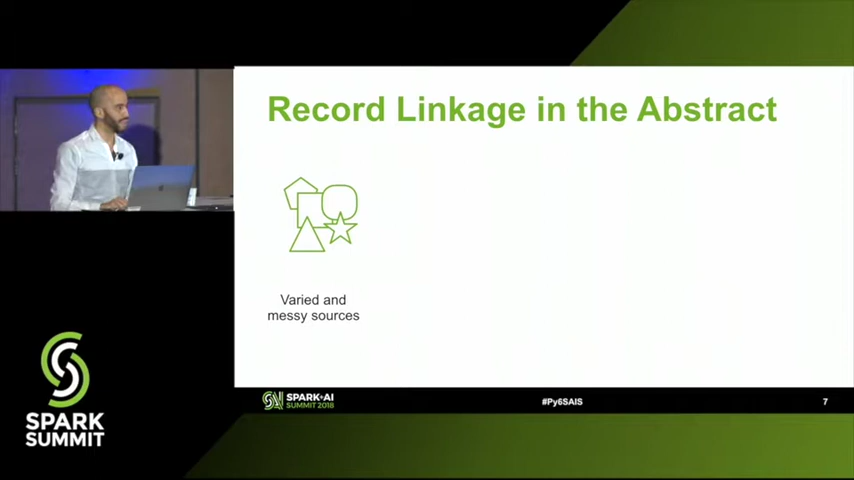 Record Linkage in the Abstract
Varied and
messy sources
SPARK+AI
SUMMIT 2018
#Py6SAIS
7
SPARK
SUMMIT